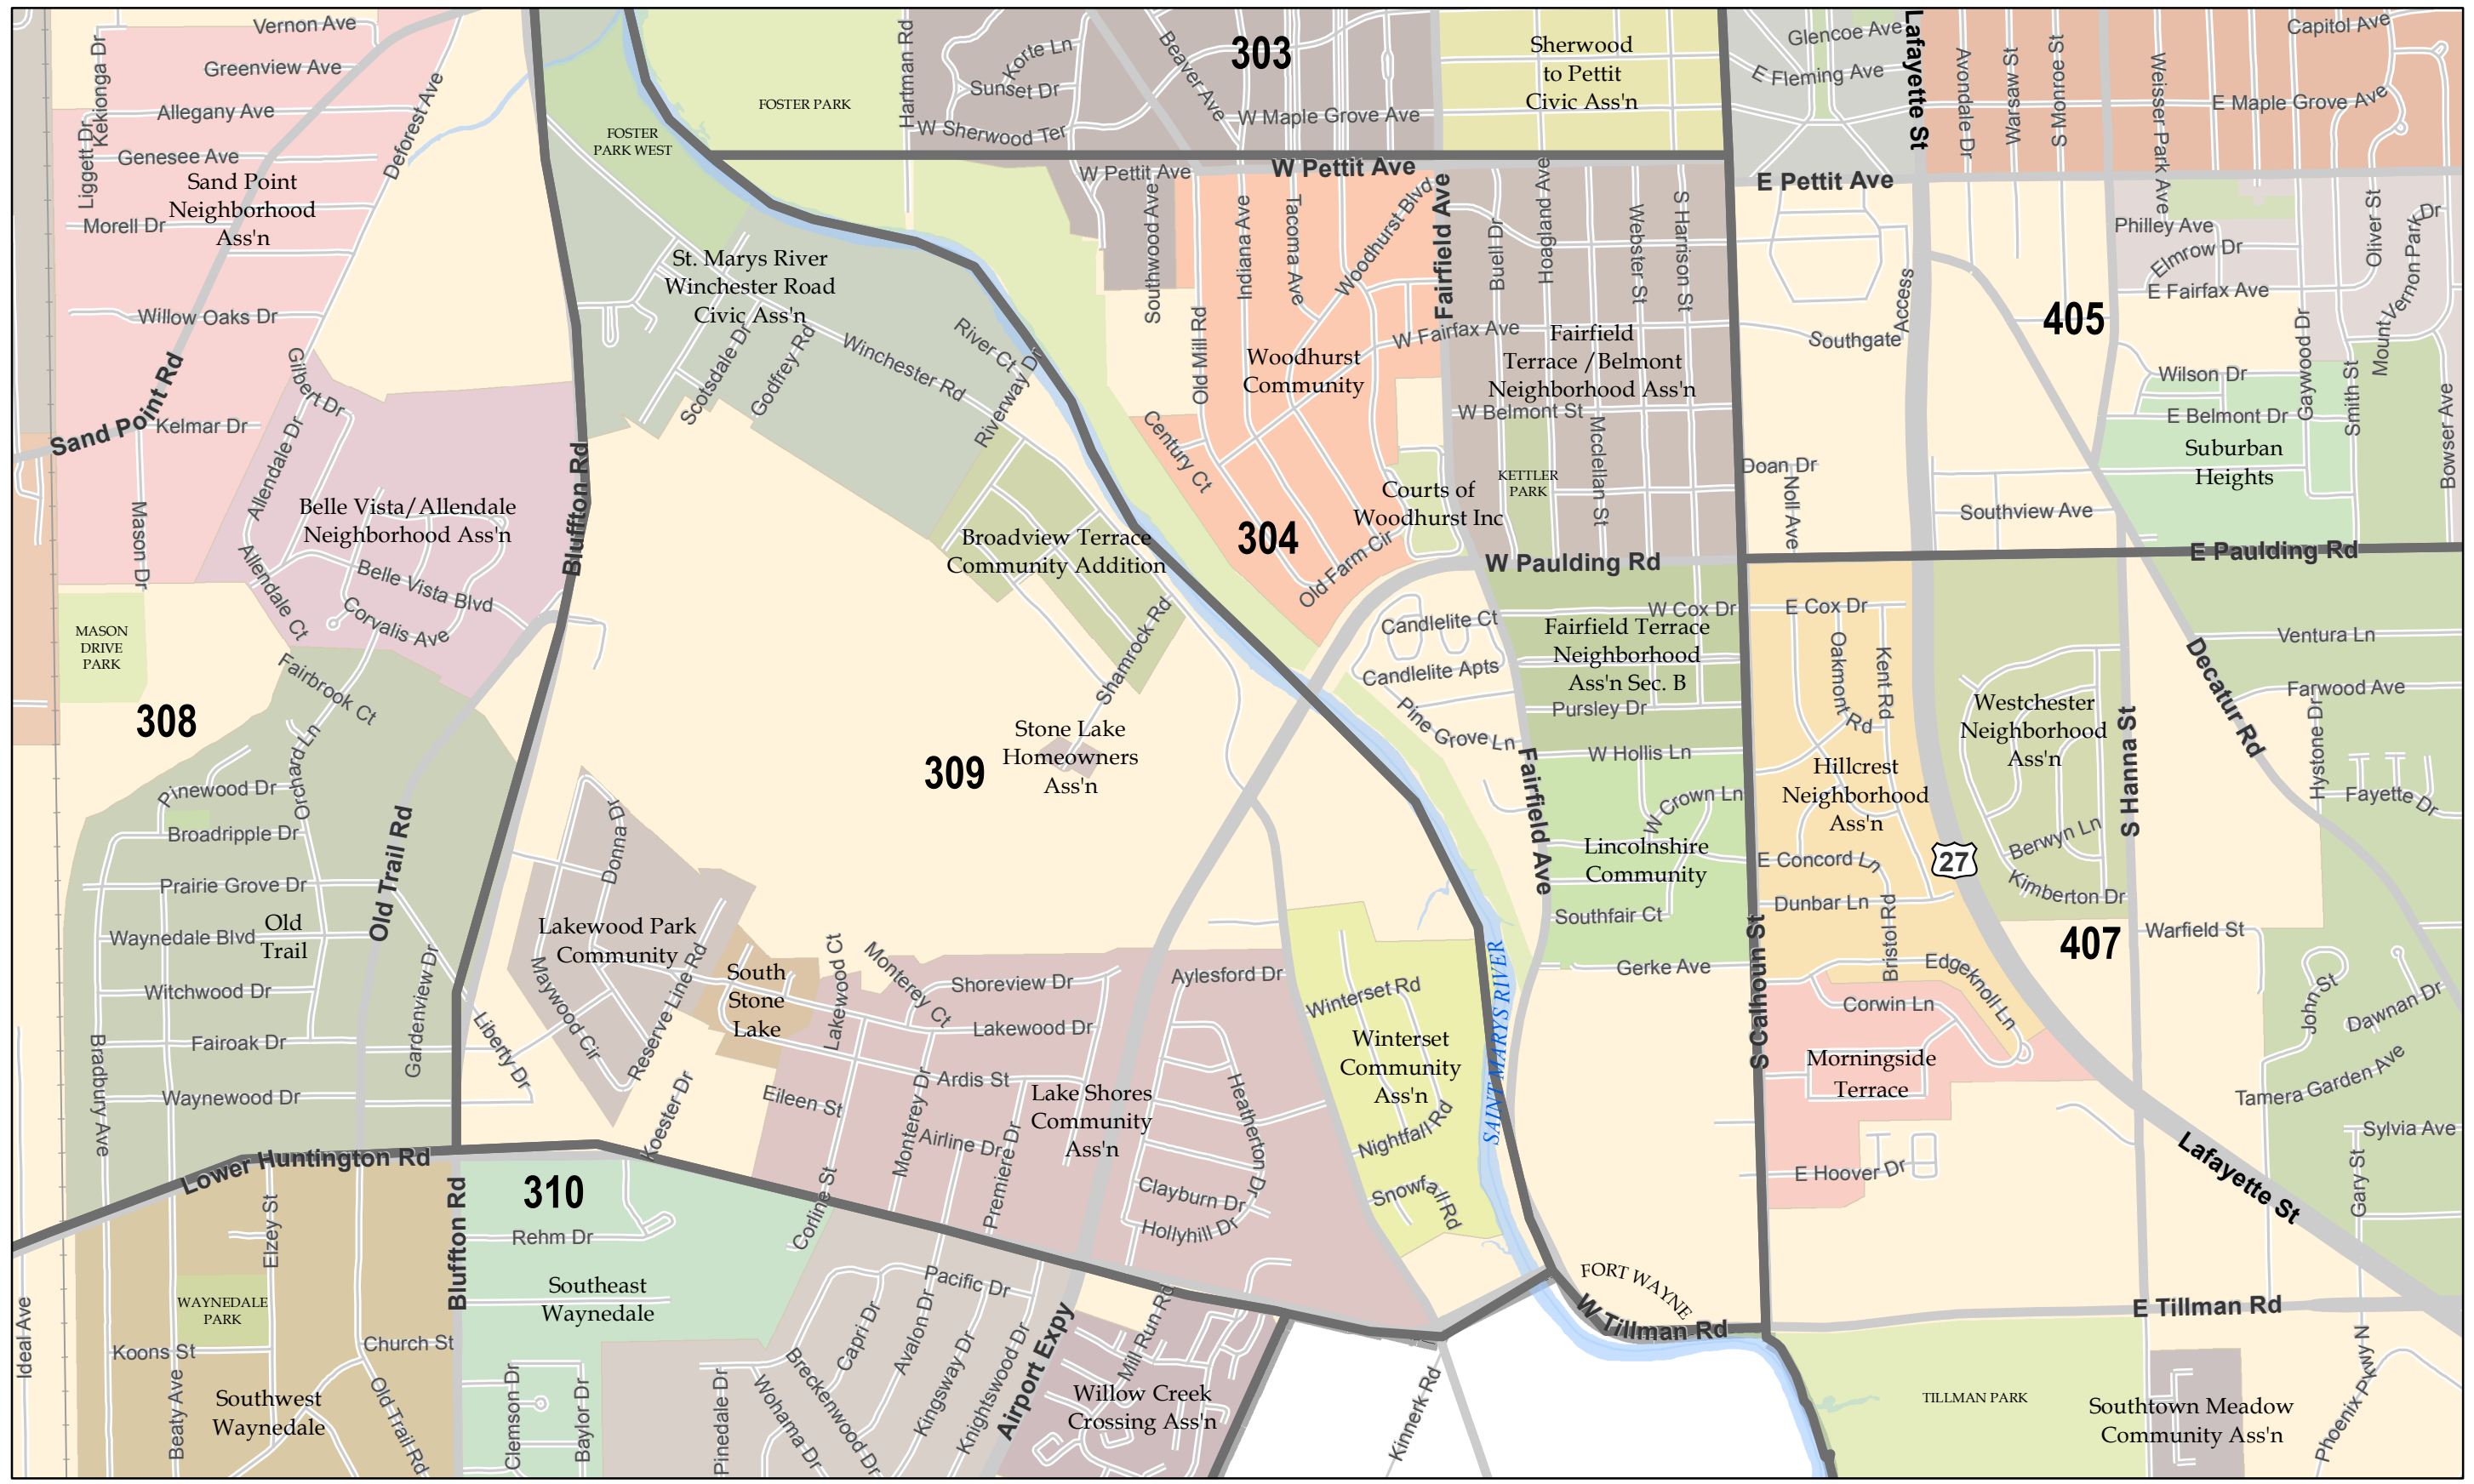 Vernon Ave
Greenview Ave
Kekionga Dr
Allegany Ave
Deforest Ave
Liggett Dr
Genesee Ave
Sand Point
Neighborhood
Ass'n
Morell Dr
Willow Oaks Dr
Sand Point Rd
Kelmar Dr
Mason Dr
Gilbert Dr
Allendale Dr
Belle Vista/Allendale
Neighborhood Ass'n
Allendale Ct
Belle Vista Blvd
Corvalis Ave
Bluffton Rd
MASON
DRIVE
PARK
308
Fairbrook Ct
Orchard Ln
Pinewood Dr
Broadripple Dr
Prairie Grove Dr
Old Trail Rd
Old
Trail
Waynedale Blvd
Witchwood Dr
Fairoak Dr
Gardenview Dr
Bradbury Ave
Waynewood Dr
Liberty Dr
Lower Huntington Rd
FOSTER
PARK WEST
FOSTER PARK
Hartman Rd
Korte Ln
Sunset Dr
W Sherwood Ter
Beaver Ave
303
W Maple Grove Ave
Sherwood
to Pettit
Civic Ass'n
W Pettit Ave
W Pettit Ave
St. Marys River
Winchester Road
Civic Ass'n
Scotsdale Dr
Godfrey Rd
Winchester Rd
River Ct
Riverway Dr
Southwood Ave
Old Mill Rd
Indiana Ave
Tacoma Ave
Woodhurst Blvd
Fairfield Ave
Woodhurst
Community
W Fairfax Ave
Century Ct
304
Courts of
Woodhurst Inc
Old Farm Cir
Buell Dr
Hoagland Ave
Webster St
S Harrison St
Fairfield
Terrace /Belmont
Neighborhood Ass'n
W Belmont St
Mcclellan St
KETTLER
PARK
W Paulding Rd
Broadview Terrace
Community Addition
Shamrock Rd
Stone Lake
Homeowners
Ass'n
309
Candlelite Ct
Candlelite Apts
Pine Grove Ln
Fairfield Ave
W Cox Dr
Fairfield Terrace
Neighborhood
Ass'n Sec. B
Pursley Dr
W Hollis Ln
W Crown Ln
Lincolnshire
Community
Southfair Ct
Gerke Ave
Donna Dr
Lakewood Park
Community
Maywood Cir
Reserve Line Rd
Koester Dr
South
Stone
Lake
Lakewood Ct
Monterey Ct
Shoreview Dr
Lakewood Dr
Eileen St
Ardis St
Monterey Dr
Airline Dr
Premiere Dr
Corline St
Lake Shores
Community
Ass'n
Aylesford Dr
Heatherton Dr
Clayburn Dr
Hollyhill Dr
Winterset Rd
Winterset
Community
Ass'n
Nightfall Rd
Snowfall Rd
SAINT MARYS RIVER
FORT WAYNE
W Tillman Rd
Glencoe Ave
E Fleming Ave
Lafayette St
Avondale Dr
Warsaw St
S Monroe St
Weisser Park Ave
Capitol Ave
E Maple Grove Ave
E Pettit Ave
Southgate
Access
405
Philley Ave
Elmrow Dr
E Fairfax Ave
Oliver St
Mount Vernon Park Dr
Gaywood Dr
Smith St
Bowser Ave
Wilson Dr
E Belmont Dr
Suburban
Heights
Doan Dr
Noll Ave
Southview Ave
E Paulding Rd
E Cox Dr
Oakmont Rd
Kent Rd
Hillcrest
Neighborhood
Ass'n
E Concord Ln
Dunbar Ln
Bristol Rd
S Calhoun St
27
Westchester
Neighborhood
Ass'n
Berwyn Ln
Kimberton Dr
S Hanna St
Decatur Rd
Ventura Ln
Farwood Ave
Hystone Dr
Fayette Dr
407
Warfield St
Edgeknoll Ln
Corwin Ln
Morningside
Terrace
E Hoover Dr
John St
Dawnan Dr
Tamera Garden Ave
Sylvia Ave
Gary St
Lafayette St
E Tillman Rd
TILLMAN PARK
Southtown Meadow
Community Ass'n
Phoenix Pkwy N
Ideal Ave
Elzey St
WAYNEDALE
PARK
Koons St
Beaty Ave
Southwest
Waynedale
Church St
Old Trail Rd
Bluffton Rd
310
Rehm Dr
Southeast
Waynedale
Clemson Dr
Baylor Dr
Pinedale Dr
Wohama Dr
Breckenwood Dr
Capri Dr
Avalon Dr
Pacific Dr
Kingsway Dr
Knightswood Dr
Airport Expy
Mill Run Rd
Willow Creek
Crossing Ass'n
Kinnerk Rd